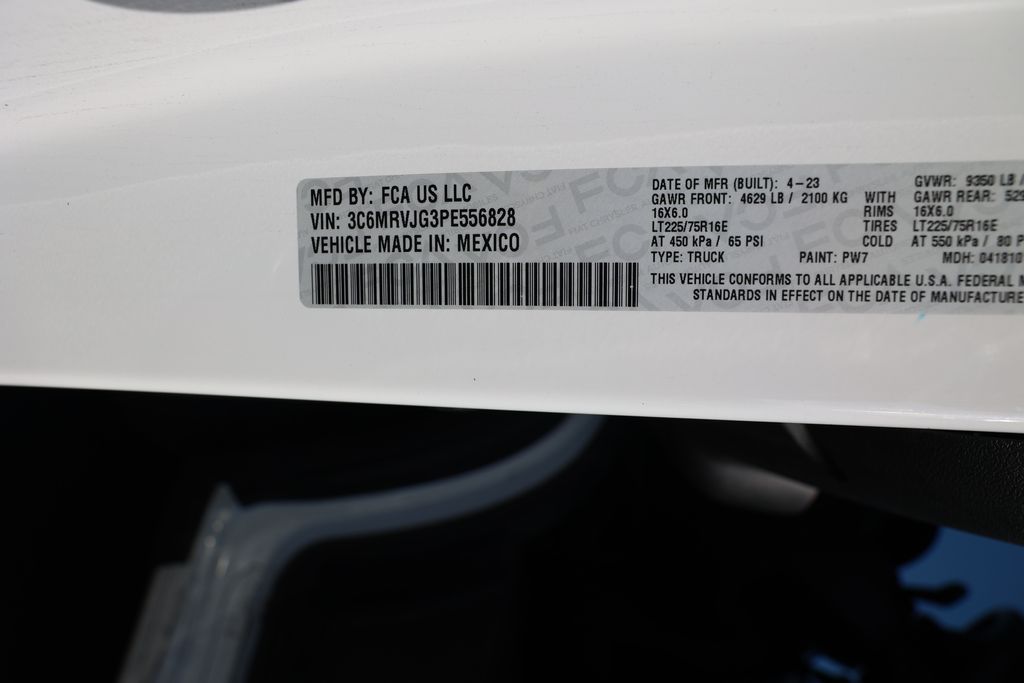 MFD BY: FCA US LLC
VIN: 3C6MRVJG3PE556828
VEHICLE MADE IN: MEXICO
DATE OF MFR (BUILT): 4-23 GVWR: 9350 LB /
GAWR FRONT: 4629 LB / 2100 KG WITH GAWR REAR: 529
16X6.0 RIMS 16X6.0
LT225/75R16E TIRES LT225/75R16E
AT 450 kPa / 65 PSI COLD AT 550 kPa / 80 P
TYPE: TRUCK PAINT: PW7 MDH: 041810
THIS VEHICLE CONFORMS TO ALL APPLICABLE U.S.A. FEDERAL M
STANDARDS IN EFFECT ON THE DATE OF MANUFACTURE